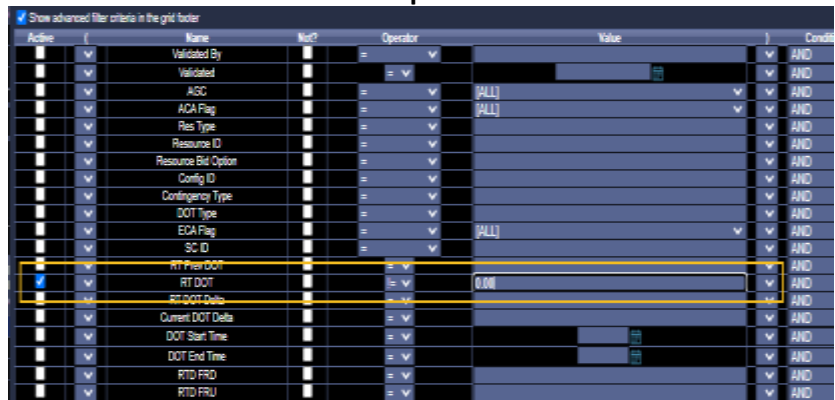 Show advanced filter criteria in the grid footer
Active ( Name Not? Operator Value ) Conditi
Validated By = AND
Validated = AND
AGC = [ALL] AND
ACA Flag = [ALL] AND
Res Type = AND
Resource ID = AND
Resource Bid Option = AND
Config ID = AND
Contingency Type = AND
DOT Type = AND
ECA Flag = [ALL] AND
SC ID = AND
RT Prev DOT = AND
RT DOT != 0.00 AND
RT DOT Delta = AND
Current DOT Delta = AND
DOT Start Time = AND
DOT End Time = AND
RTD FRD = AND
RTD FRU = AND